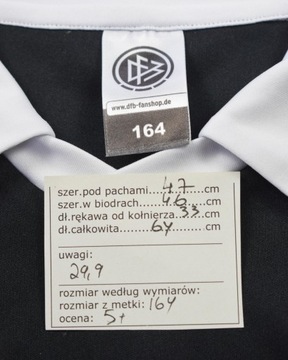 DFB
www.dfb-fanshop.de
164
szer.pod pachami.....47.....cm
szer.w biodrach.....46.....cm
dł.rękawa od kołnierza.33.cm
dł.całkowita.....64.....cm
uwagi:
29,9
rozmiar według wymiarów:
rozmiar z metki: 164
ocena: 5+